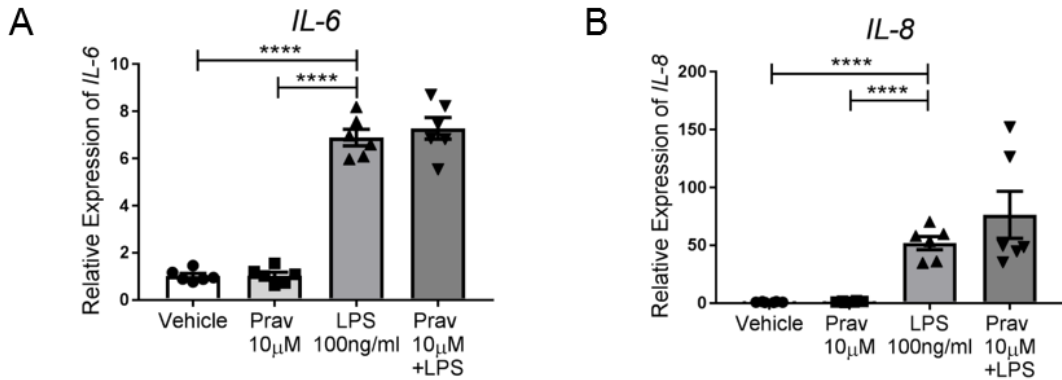 A
IL-6
****
****
Relative Expression of IL-6
10
8
6
4
2
0
Vehicle
Prav
10μM
LPS
100ng/ml
Prav
10μM
+LPS
B
IL-8
****
****
Relative Expression of IL-8
200
150
100
50
0
Vehicle
Prav
10μM
LPS
100ng/ml
Prav
10μM
+LPS